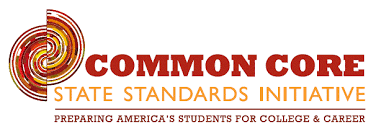 COMMON CORE
STATE STANDARDS INITIATIVE
PREPARING AMERICA'S STUDENTS FOR COLLEGE & CAREER